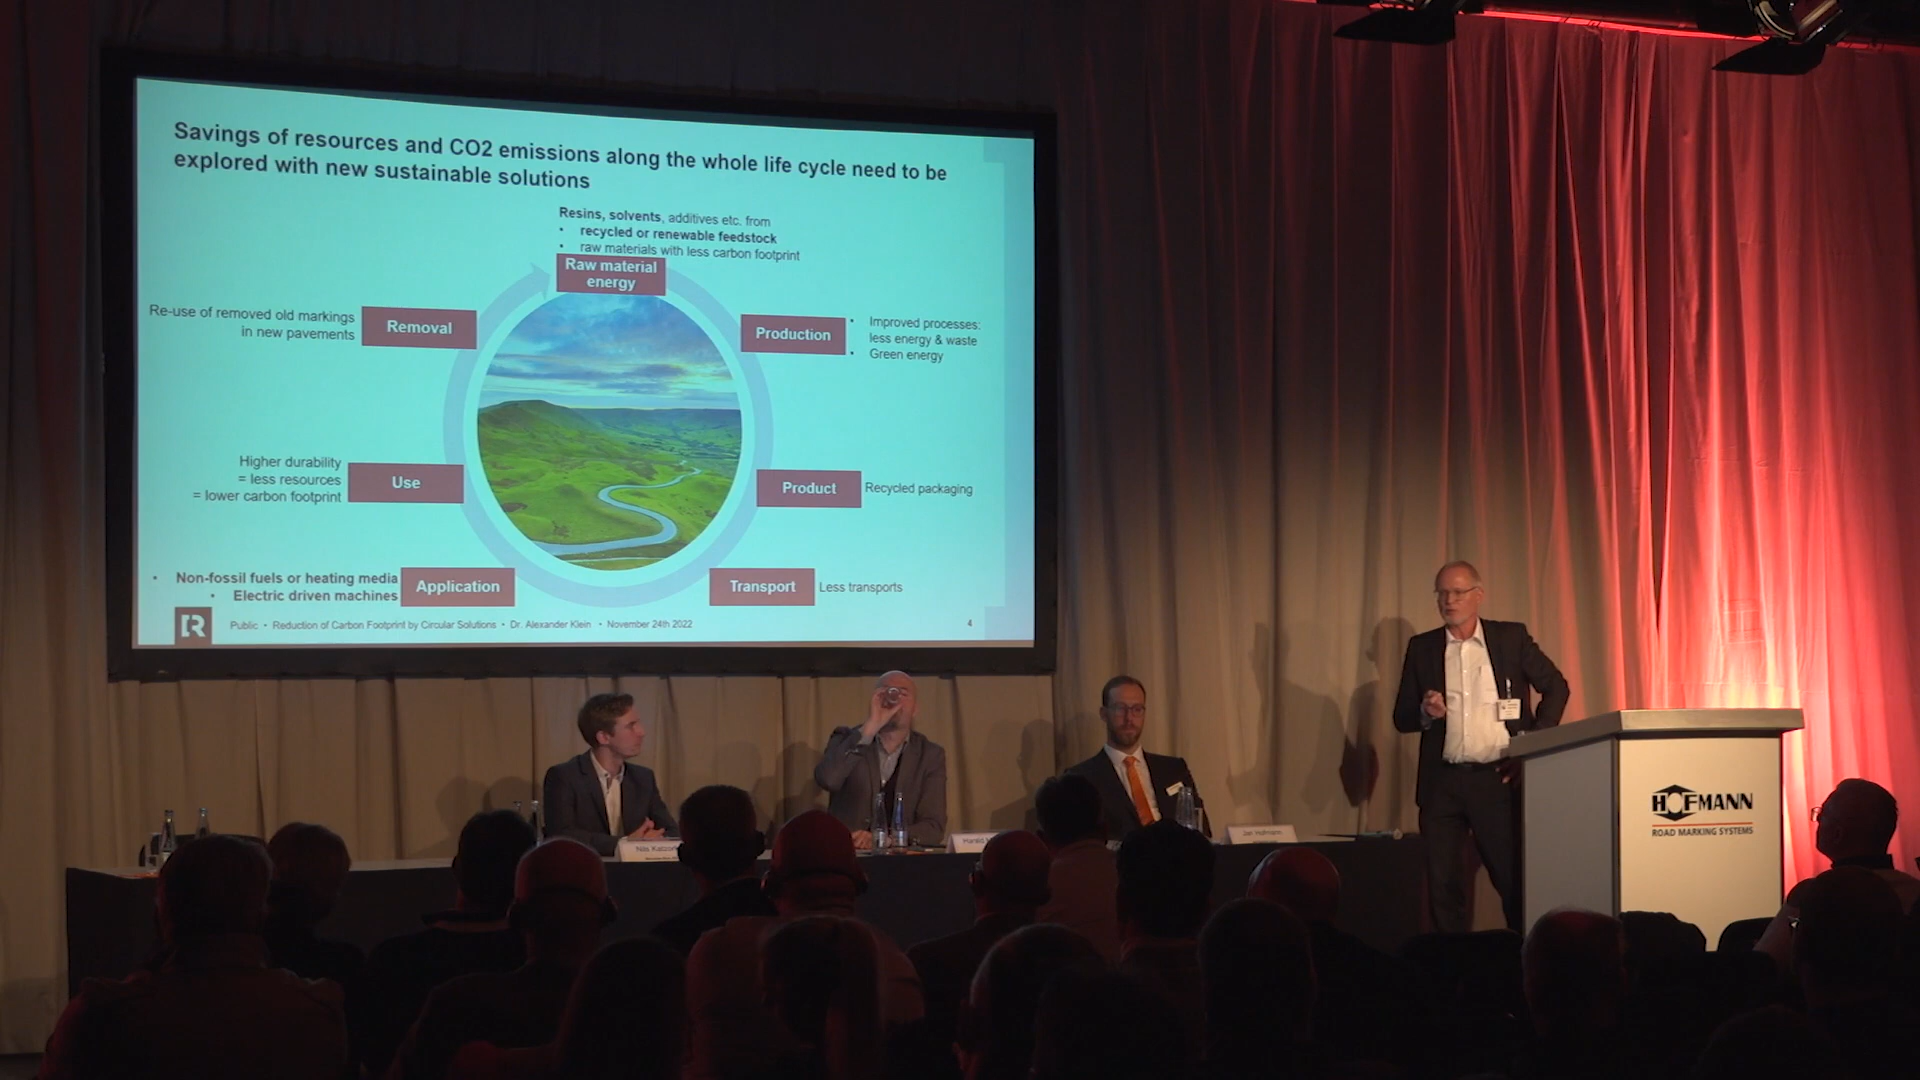 Savings of resources and CO2 emissions along the whole life cycle need to be
explored with new sustainable solutions
Resins, solvents, additives etc. from
• recycled or renewable feedstock
• raw materials with less carbon footprint
Raw material
energy
Re-use of removed old markings
in new pavements
Removal
Production
• Improved processes:
less energy & waste
• Green energy
Higher durability
= less resources
= lower carbon footprint
Use
Product
Recycled packaging
• Non-fossil fuels or heating media
• Electric driven machines
Application
Transport
Less transports
R
Public • Reduction of Carbon Footprint by Circular Solutions • Dr. Alexander Klein • November 24th 2022
4
HOFMANN
ROAD MARKING SYSTEMS
Nils
Harald
Jan Hofmann